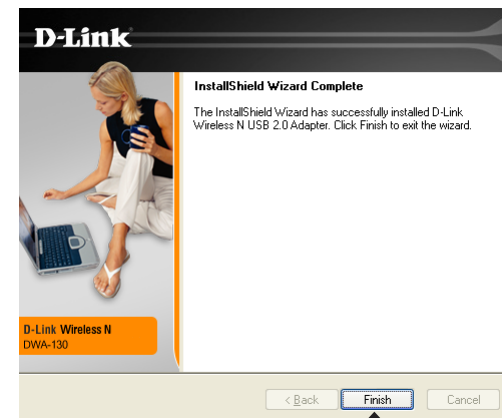 D-Link
InstallShield Wizard Complete
The InstallShield Wizard has successfully installed D-Link
Wireless N USB 2.0 Adapter. Click Finish to exit the wizard.
D-Link Wireless N
DWA-130
< Back
Finish
Cancel